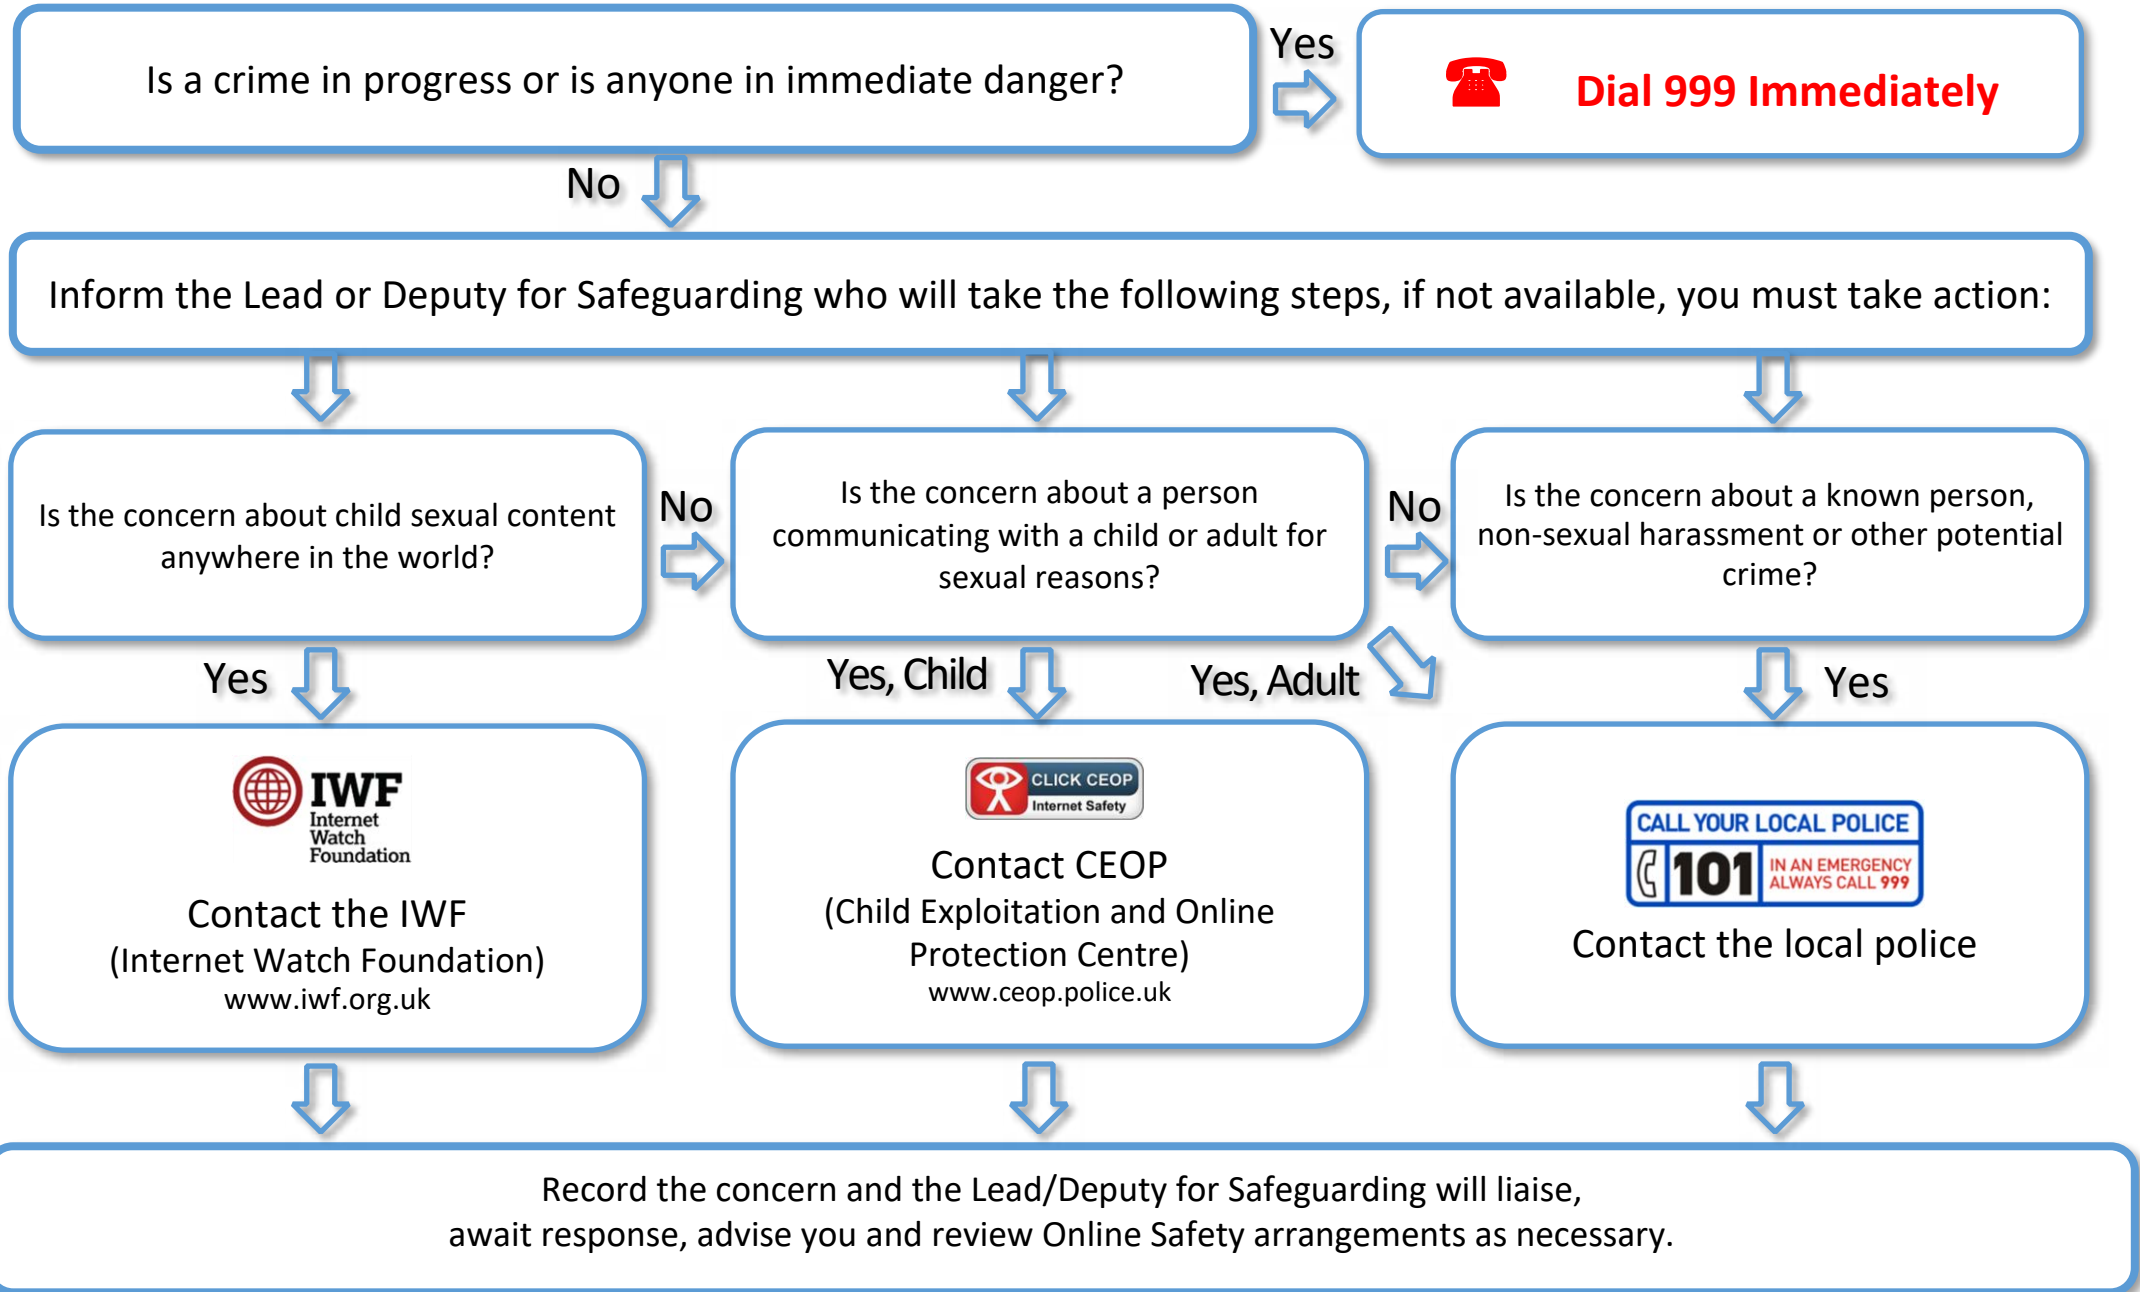 Is a crime in progress or is anyone in immediate danger?
Yes
Dial 999 Immediately
No
Inform the Lead or Deputy for Safeguarding who will take the following steps, if not available, you must take action:
Is the concern about child sexual content
anywhere in the world?
No
Is the concern about a person
communicating with a child or adult for
sexual reasons?
No
Is the concern about a known person,
non-sexual harassment or other potential
crime?
Yes
Yes, Child
Yes, Adult
Yes
IWF
Internet
Watch
Foundation
Contact the IWF
(Internet Watch Foundation)
www.iwf.org.uk
CLICK CEOP
Internet Safety
Contact CEOP
(Child Exploitation and Online
Protection Centre)
www.ceop.police.uk
CALL YOUR LOCAL POLICE
101
IN AN EMERGENCY
ALWAYS CALL 999
Contact the local police
Record the concern and the Lead/Deputy for Safeguarding will liaise,
await response, advise you and review Online Safety arrangements as necessary.